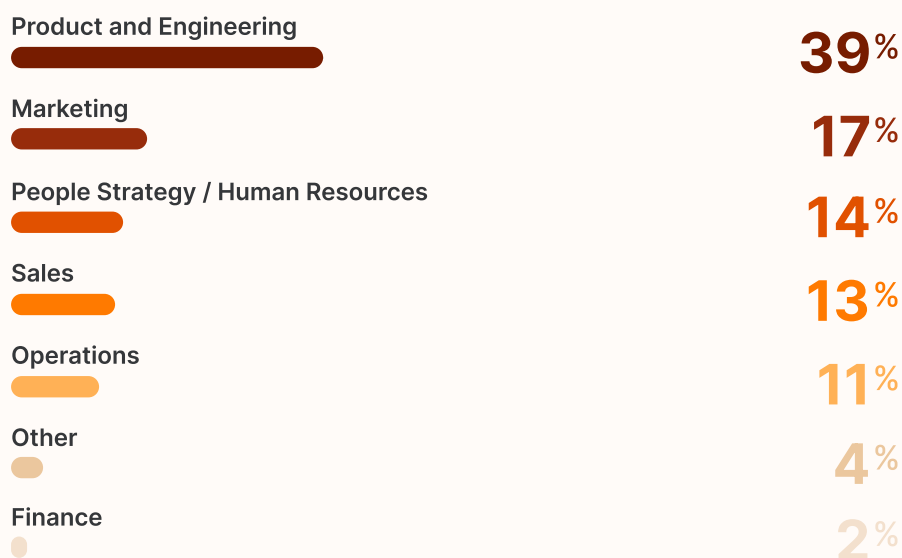 Product and Engineering
39%
Marketing
17%
People Strategy / Human Resources
14%
Sales
13%
Operations
11%
Other
4%
Finance
2%